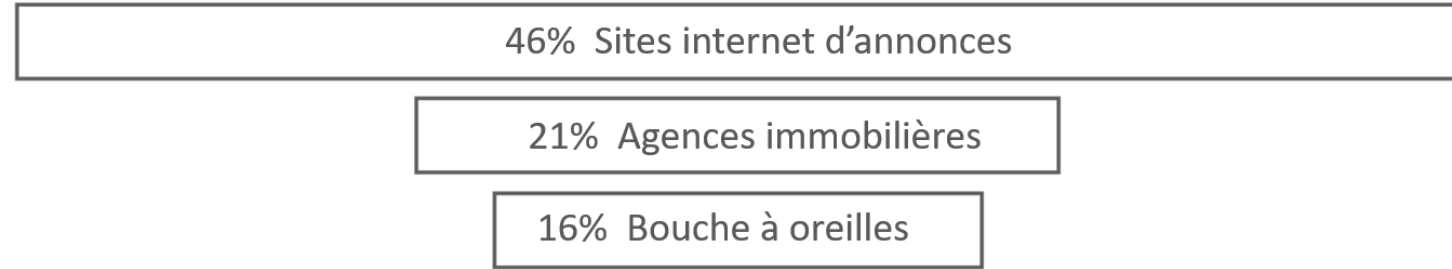 46% Sites internet d’annonces
21% Agences immobilières
16% Bouche à oreilles